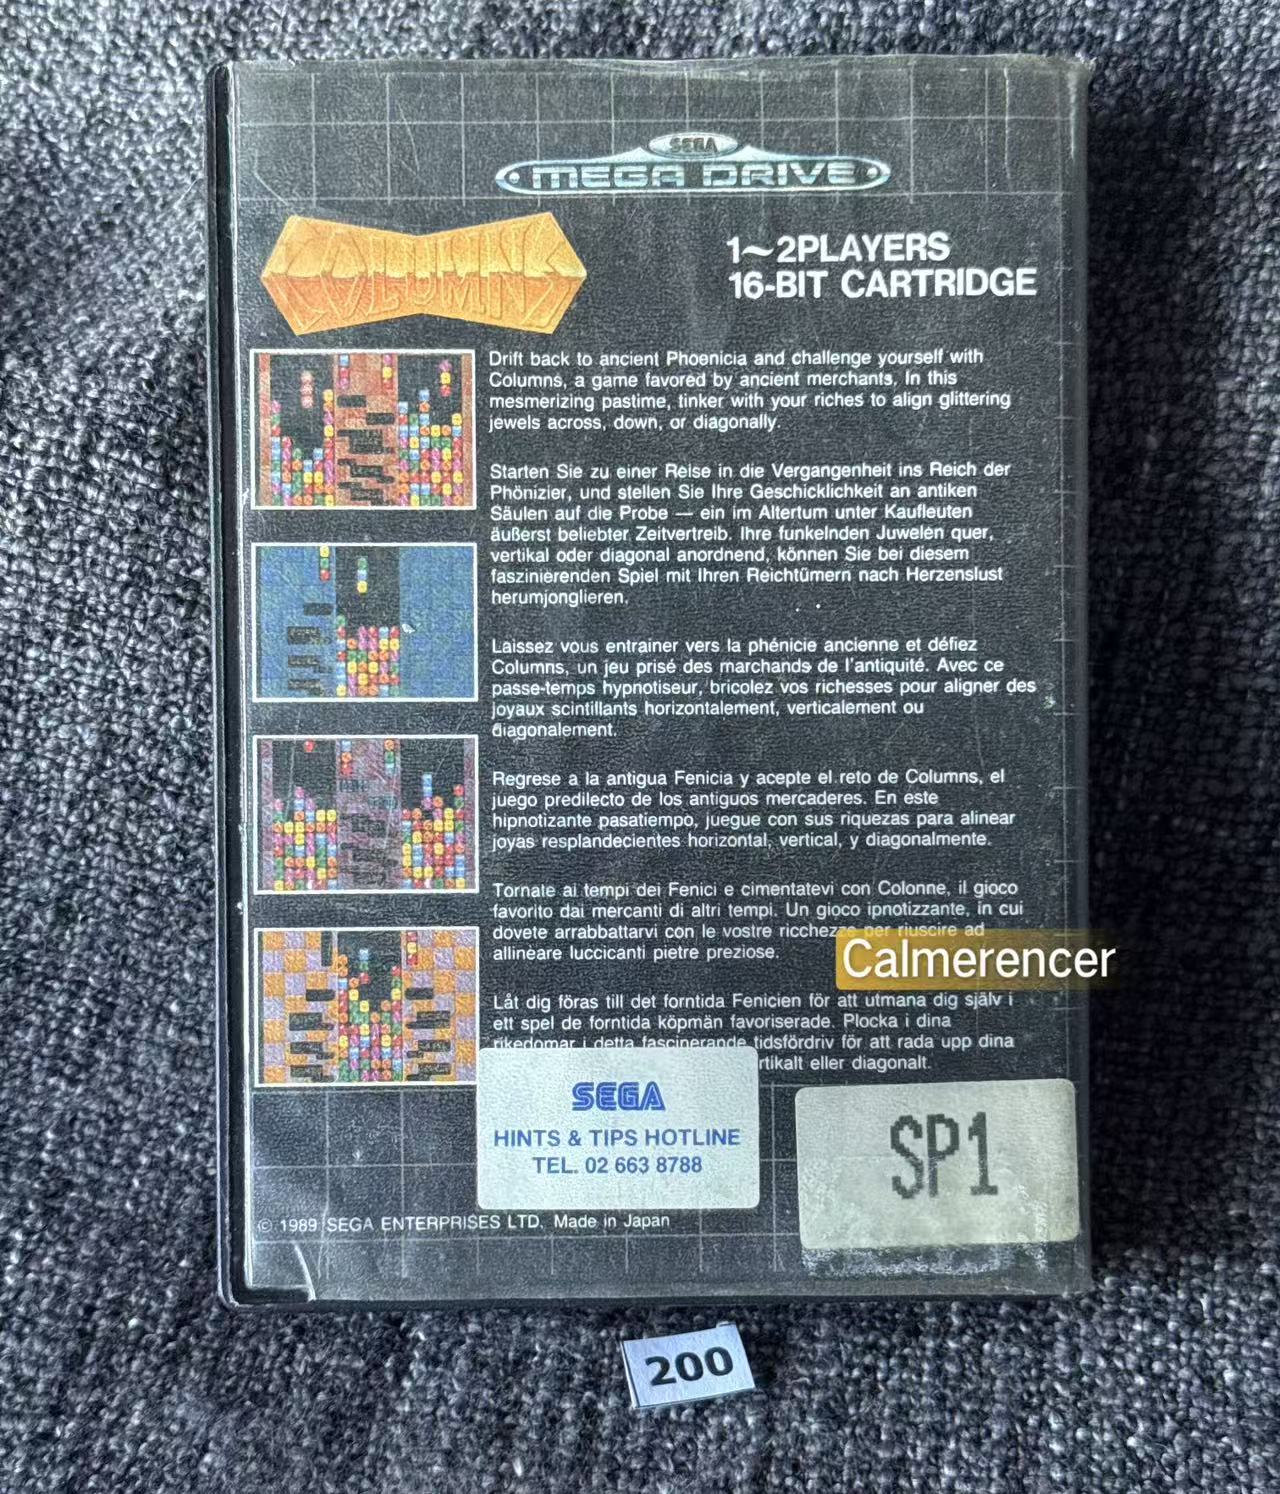 SEGA
MEGA DRIVE
COLUMNS
1~2PLAYERS
16-BIT CARTRIDGE
Drift back to ancient Phoenicia and challenge yourself with
Columns, a game favored by ancient merchants. In this
mesmerizing pastime, tinker with your riches to align glittering
jewels across, down, or diagonally.
Starten Sie zu einer Reise in die Vergangenheit ins Reich der
Phönizier, und stellen Sie Ihre Geschicklichkeit an antiken
Säulen auf die Probe — ein im Altertum unter Kaufleuten
äußerst beliebter Zeitvertreib. Ihre funkelnden Juwelen quer,
vertikal oder diagonal anordnend, können Sie bei diesem
faszinierenden Spiel mit Ihren Reichtümern nach Herzenslust
herumjonglieren.
Laissez vous entrainer vers la phénicie ancienne et défiez
Columns, un jeu prisé des marchands de l'antiquité. Avec ce
passe-temps hypnotiseur, bricolez vos richesses pour aligner des
joyaux scintillants horizontalement, verticalement ou
diagonalement.
Regrese a la antigua Fenicia y acepte el reto de Columns, el
juego predilecto de los antiguos mercaderes. En este
hipnotizante pasatiempo, juegue con sus riquezas para alinear
joyas resplandecientes horizontal, vertical, y diagonalmente.
Tornate ai tempi dei Fenici e cimentatevi con Colonne, il gioco
favorito dai mercanti di altri tempi. Un gioco ipnotizzante, in cui
dovete arrabbattarvi con le vostre ricchezze per riuscire ad
allineare luccicanti pietre preziose.
Calmerencer
Låt dig föras till det forntida Fenicien för att utmana dig själv i
ett spel de forntida köpmän favoriserade. Plocka i dina
rikedomar i detta fascinerande tidsfördriv för att rada upp dina
rtikalt eller diagonalt.
SEGA
HINTS & TIPS HOTLINE
TEL. 02 663 8788
SP1
© 1989 SEGA ENTERPRISES LTD. Made in Japan
200